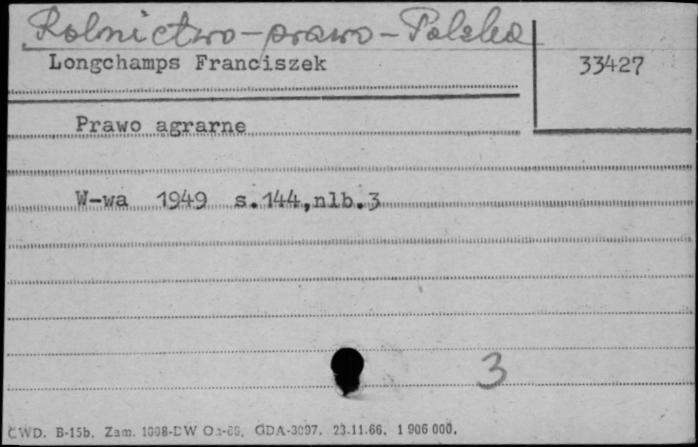 Rolnictwo-prawo-Polska
Longchamps Franciszek
33427
Prawo agrarne
W-wa 1949 s.144,nlb.3
3
CWD. B-15b. Zam. 1008-DW GDA-3097. 23.11.66. 1 906 000.